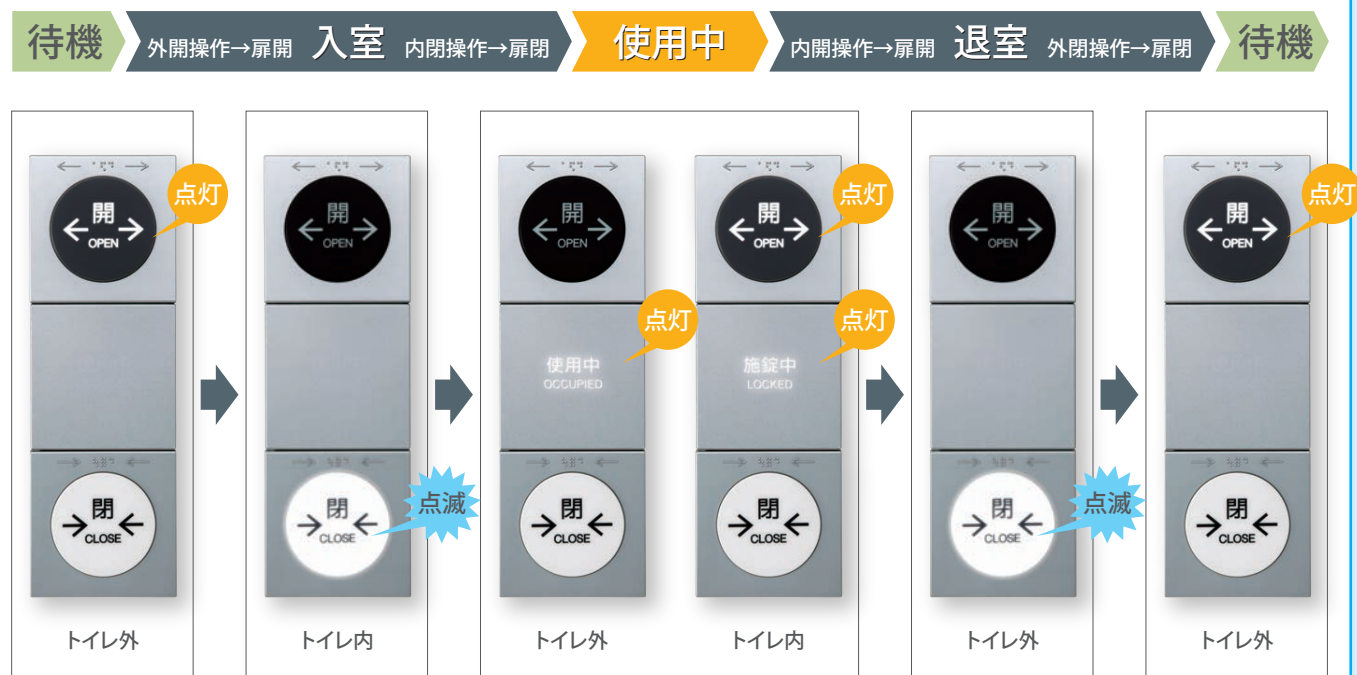 待機
外開操作→扉開 入室 内閉操作→扉閉
使用中
内開操作→扉開 退室 外閉操作→扉閉
待機
開
OPEN
点灯
閉
CLOSE
トイレ外
開
OPEN
閉
CLOSE
点滅
トイレ内
開
OPEN
使用中
OCCUPIED
点灯
閉
CLOSE
トイレ外
開
OPEN
点灯
施錠中
LOCKED
点灯
閉
CLOSE
トイレ内
開
OPEN
閉
CLOSE
点滅
トイレ外
開
OPEN
点灯
閉
CLOSE
トイレ外